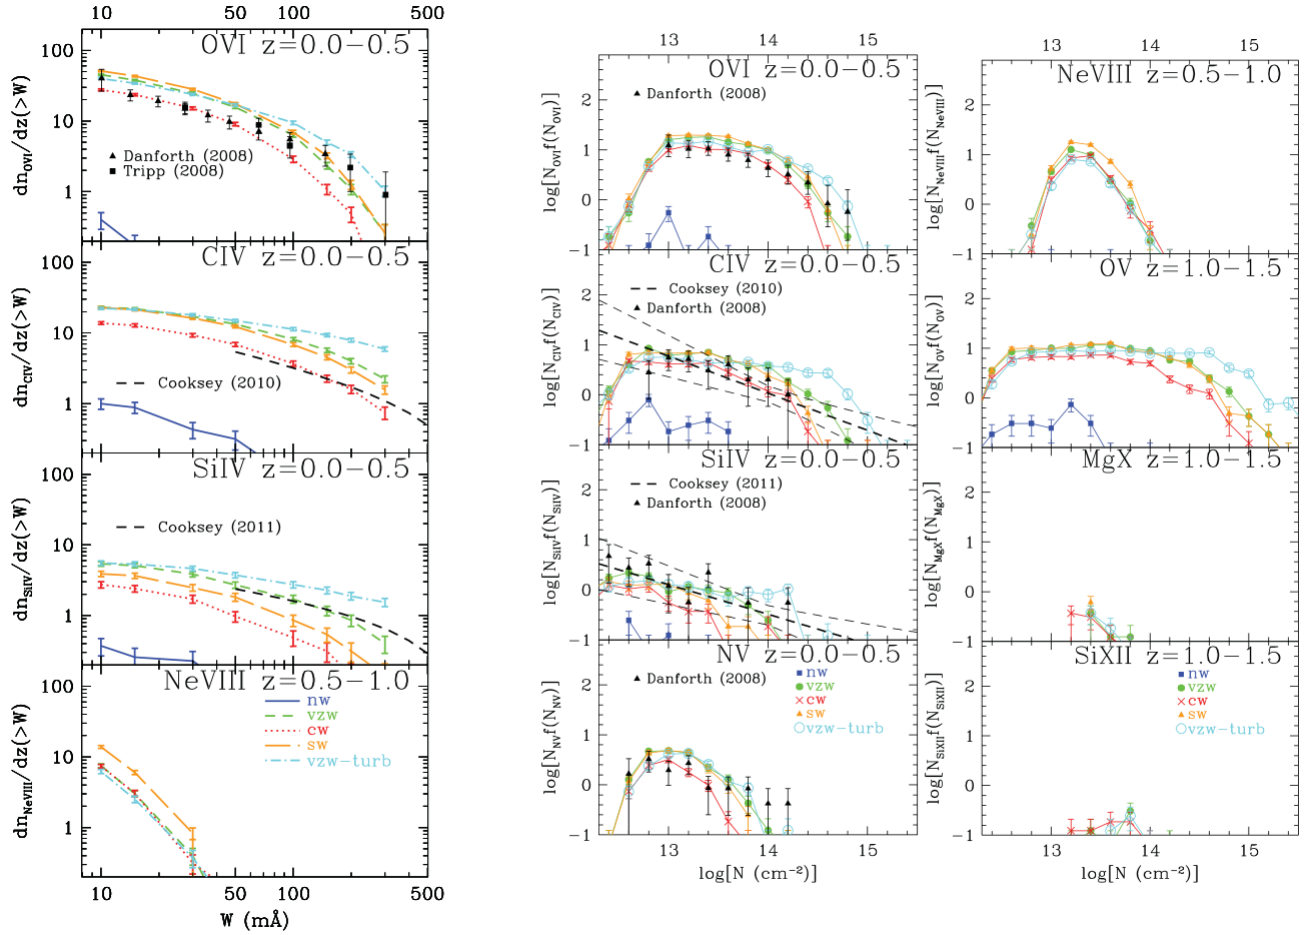 10 50 100 500
OVI z=0.0−0.5
100
10
1
dn_OVI/dz(>W)
▲ Danforth (2008)
■ Tripp (2008)
CIV z=0.0−0.5
100
10
1
dn_CIV/dz(>W)
Cooksey (2010)
SiIV z=0.0−0.5
100
10
1
dn_SiIV/dz(>W)
Cooksey (2011)
NeVIII z=0.5−1.0
100
10
1
dn_NeVIII/dz(>W)
nw
vzw
cw
sw
vzw−turb
10 50 100 500
W (mÅ)
13 14 15
OVI z=0.0−0.5
▲ Danforth (2008)
2
1
0
−1
log[N_OVI f(N_OVI)]
CIV z=0.0−0.5
Cooksey (2010)
▲ Danforth (2008)
2
1
0
−1
log[N_CIV f(N_CIV)]
SiIV z=0.0−0.5
Cooksey (2011)
▲ Danforth (2008)
2
1
0
−1
log[N_SiIV f(N_SiIV)]
NV z=0.0−0.5
▲ Danforth (2008)
nw
vzw
cw
sw
vzw−turb
2
1
0
−1
log[N_NV f(N_NV)]
13 14 15
log[N (cm⁻²)]
13 14 15
NeVIII z=0.5−1.0
2
1
0
−1
log[N_NeVIII f(N_NeVIII)]
OV z=1.0−1.5
2
1
0
−1
log[N_OV f(N_OV)]
MgX z=1.0−1.5
2
1
0
−1
log[N_MgX f(N_MgX)]
SiXII z=1.0−1.5
nw
vzw
cw
sw
vzw−turb
2
1
0
−1
log[N_SiXII f(N_SiXII)]
13 14 15
log[N (cm⁻²)]